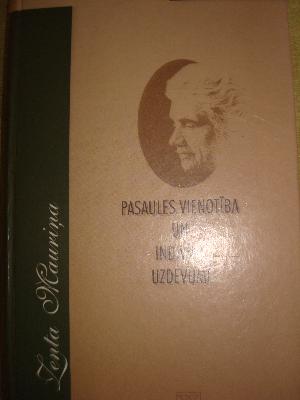 Zenta Mauriņa
PASAULES VIENOTĪBA
UN
UZDEVUMS